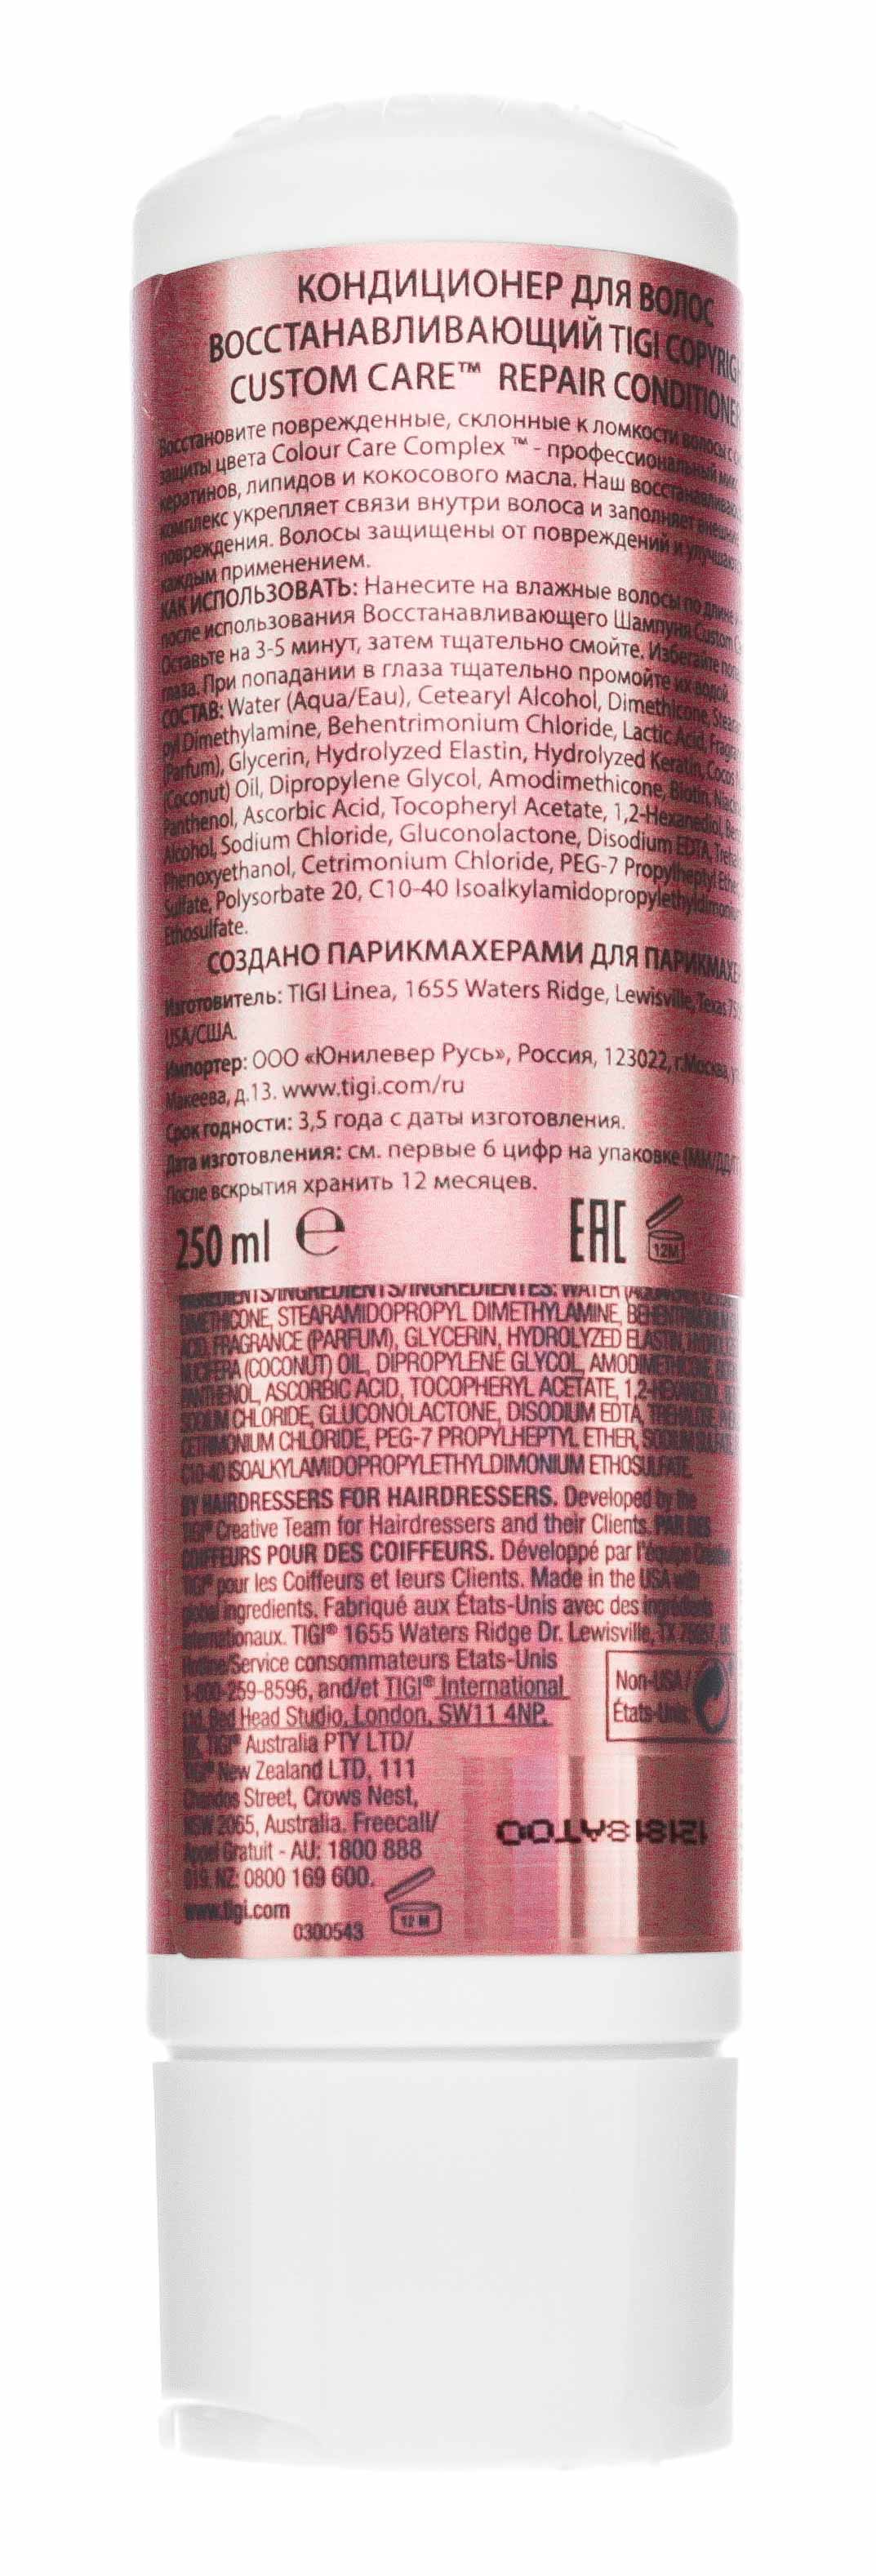 КОНДИЦИОНЕР ДЛЯ ВОЛОС
ВОССТАНАВЛИВАЮЩИЙ TIGI COPYRIGH
CUSTOM CARE™ REPAIR CONDITIONE
Восстановите поврежденные, склонные к ломкости волосы с
защиты цвета Colour Care Complex ™ - профессиональный
кератинов, липидов и кокосового масла. Наш
комплекс укрепляет связи внутри волоса и заполняет
повреждения. Волосы защищены от повреждений и
каждым применением.
КАК ИСПОЛЬЗОВАТЬ: Нанесите на влажные волосы по длине
после использования Восстанавливающего Шампуня Custom
Оставьте на 3-5 минут, затем тщательно смойте. Избегайте
глаза. При попадании в глаза тщательно промойте их водой.
СОСТАВ: Water (Aqua/Eau), Cetearyl Alcohol, Dimethicone,
pyl Dimethylamine, Behentrimonium Chloride, Lactic Acid,
(Parfum), Glycerin, Hydrolyzed Elastin, Hydrolyzed Keratin, Cocos
(Coconut) Oil, Dipropylene Glycol, Amodimethicone, Biotin,
Panthenol, Ascorbic Acid, Tocopheryl Acetate, 1,2-Hexanediol,
Alcohol, Sodium Chloride, Gluconolactone, Disodium EDTA,
Phenoxyethanol, Cetrimonium Chloride, PEG-7 Propylheptyl Ether,
Sulfate, Polysorbate 20, C10-40 Isoalkylamidopropylethyldimonium
Ethosulfate.
СОЗДАНО ПАРИКМАХЕРАМИ ДЛЯ ПАРИКМАХЕ
Изготовитель: TIGI Linea, 1655 Waters Ridge, Lewisville, Texas
USA/США.
Импортер: ООО «Юнилевер Русь», Россия, 123022, г.Москва,
Макеева, д.13. www.tigi.com/ru
Срок годности: 3,5 года с даты изготовления.
Дата изготовления: см. первые 6 цифр на упаковке
После вскрытия хранить 12 месяцев.
250 ml ℮ EAC 12M
INGREDIENTS/INGREDIENTS/INGREDIENTES: WATER
DIMETHICONE, STEARAMIDOPROPYL DIMETHYLAMINE,
ACID, FRAGRANCE (PARFUM), GLYCERIN, HYDROLYZED ELASTIN,
NUCIFERA (COCONUT) OIL, DIPROPYLENE GLYCOL,
PANTHENOL, ASCORBIC ACID, TOCOPHERYL ACETATE,
SODIUM CHLORIDE, GLUCONOLACTONE, DISODIUM EDTA, TREHALOSE,
CETRIMONIUM CHLORIDE, PEG-7 PROPYLHEPTYL ETHER, SODIUM SULFATE,
C10-40 ISOALKYLAMIDOPROPYLETHYLDIMONIUM ETHOSULFATE.
BY HAIRDRESSERS FOR HAIRDRESSERS. Developed by the
TIGI® Creative Team for Hairdressers and their Clients. PAR DES
COIFFEURS POUR DES COIFFEURS. Développé par l'équipe
TIGI® pour les Coiffeurs et leurs Clients. Made in the USA with
global ingredients. Fabriqué aux États-Unis avec des ingrédients
internationaux. TIGI® 1655 Waters Ridge Dr. Lewisville, TX 75057,
Hotline/Service consommateurs Etats-Unis
1-800-259-8596, and/et TIGI® International
Ltd. Bed Head Studio, London, SW11 4NP,
UK. TIGI® Australia PTY LTD/
TIGI® New Zealand LTD, 111
Chandos Street, Crows Nest,
NSW 2065, Australia. Freecall/
Appel Gratuit - AU: 1800 888
019. NZ: 0800 169 600.
www.tigi.com
0300543
12 M
Non-USA/
États-Unis